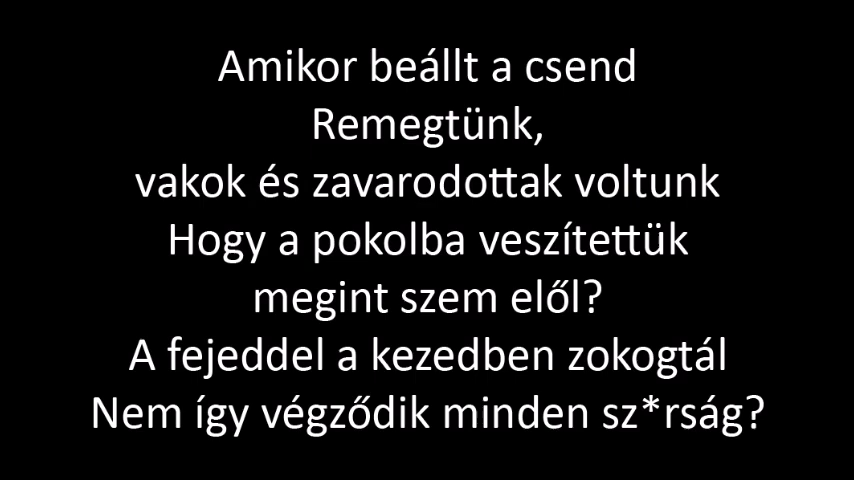 Amikor beállt a csend
Remegtünk,
vakok és zavarodottak voltunk
Hogy a pokolba veszítettük
megint szem elől?
A fejeddel a kezedben zokogtál
Nem így végződik minden sz*rság?